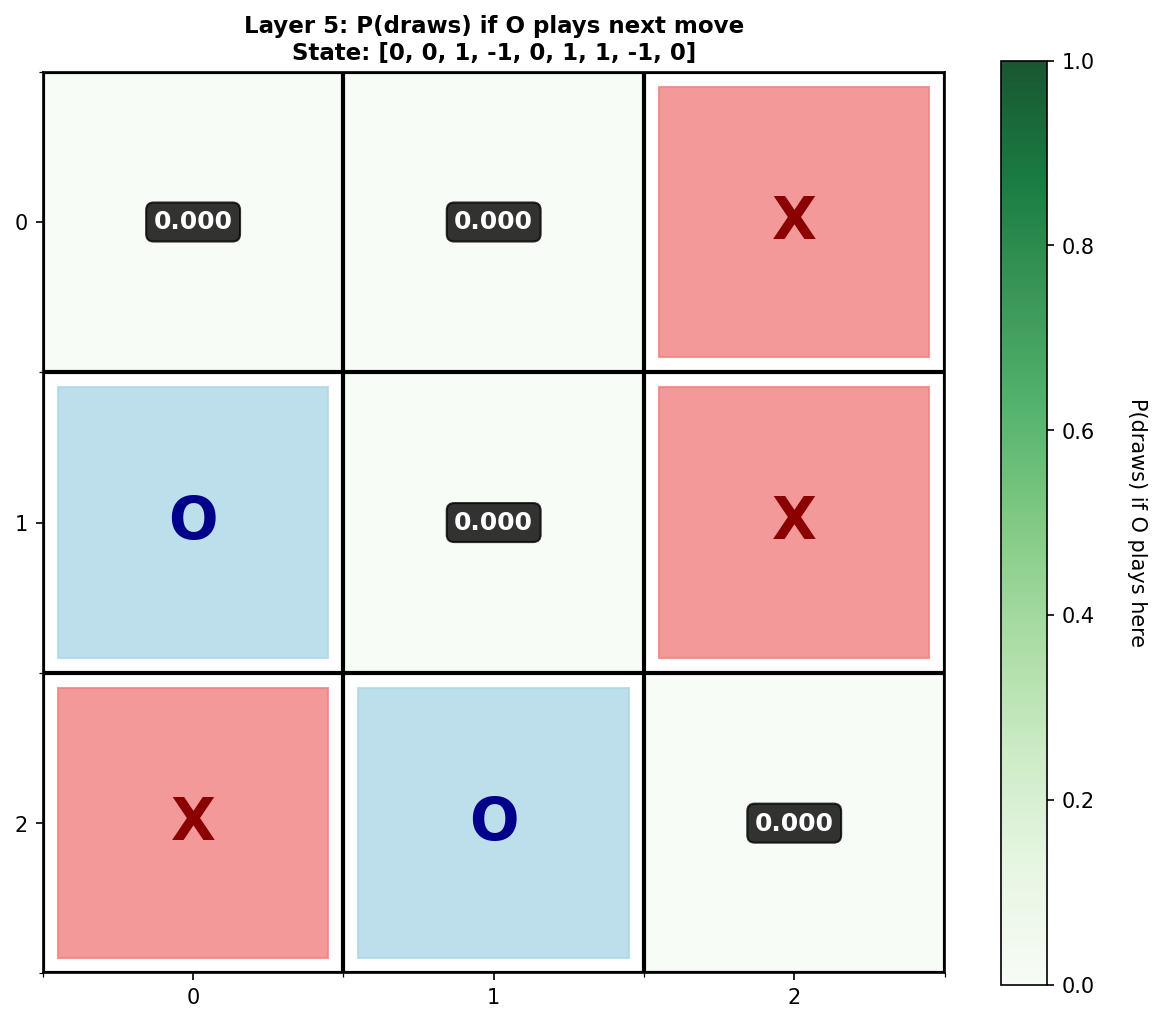 Layer 5: P(draws) if O plays next move
State: [0, 0, 1, -1, 0, 1, 1, -1, 0]
0
0.000
0.000
X
1
O
0.000
X
2
X
O
0.000
0
1
2
1.0
0.8
0.6
0.4
0.2
0.0
P(draws) if O plays here